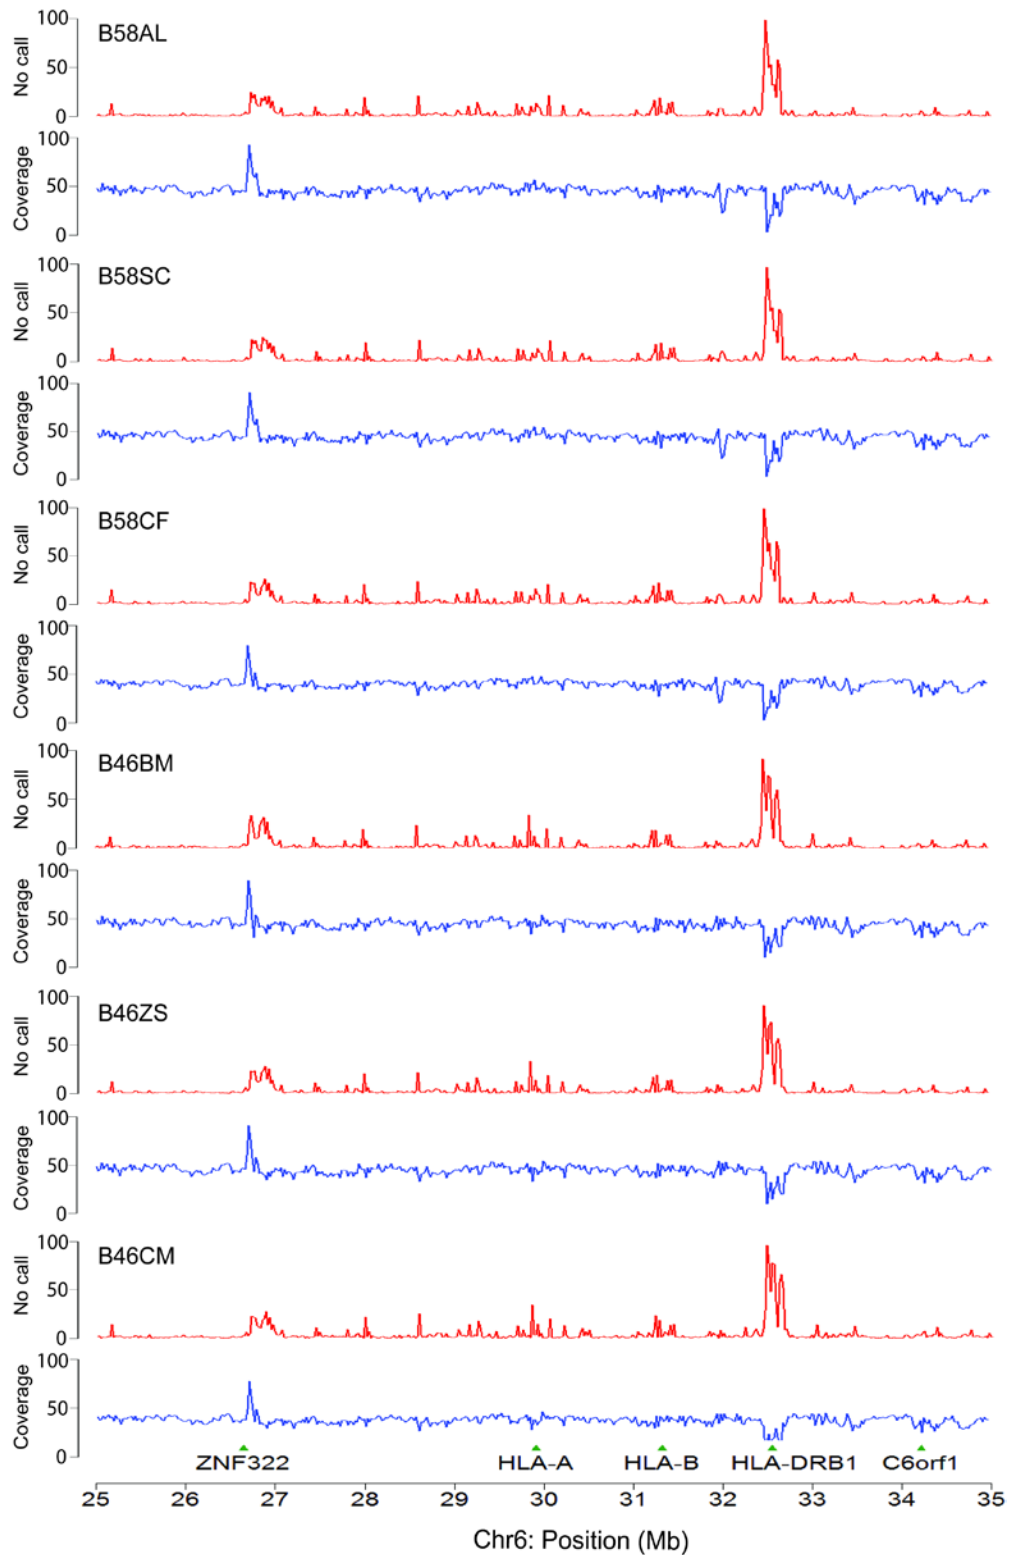 B58AL
No call
100
50
0
Coverage
100
50
0
B58SC
No call
100
50
0
Coverage
100
50
0
B58CF
No call
100
50
0
Coverage
100
50
0
B46BM
No call
100
50
0
Coverage
100
50
0
B46ZS
No call
100
50
0
Coverage
100
50
0
B46CM
No call
100
50
0
Coverage
100
50
0
ZNF322 HLA-A HLA-B HLA-DRB1 C6orf1
25 26 27 28 29 30 31 32 33 34 35
Chr6: Position (Mb)